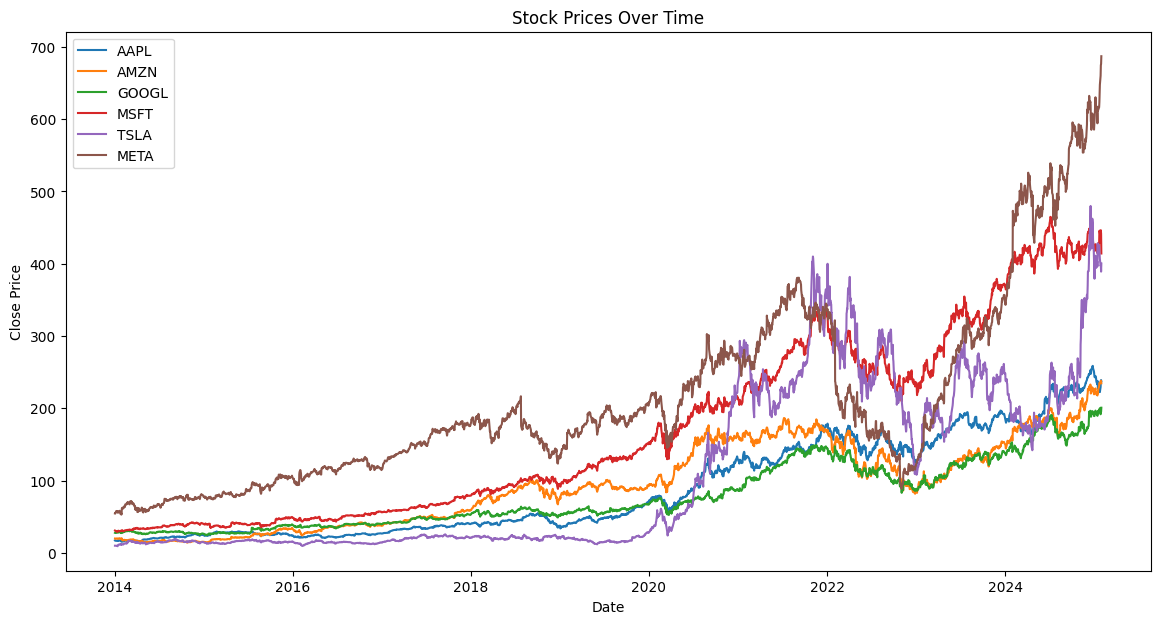 Stock Prices Over Time
AAPL
AMZN
GOOGL
MSFT
TSLA
META
Close Price
700
600
500
400
300
200
100
0
2014
2016
2018
2020
2022
2024
Date